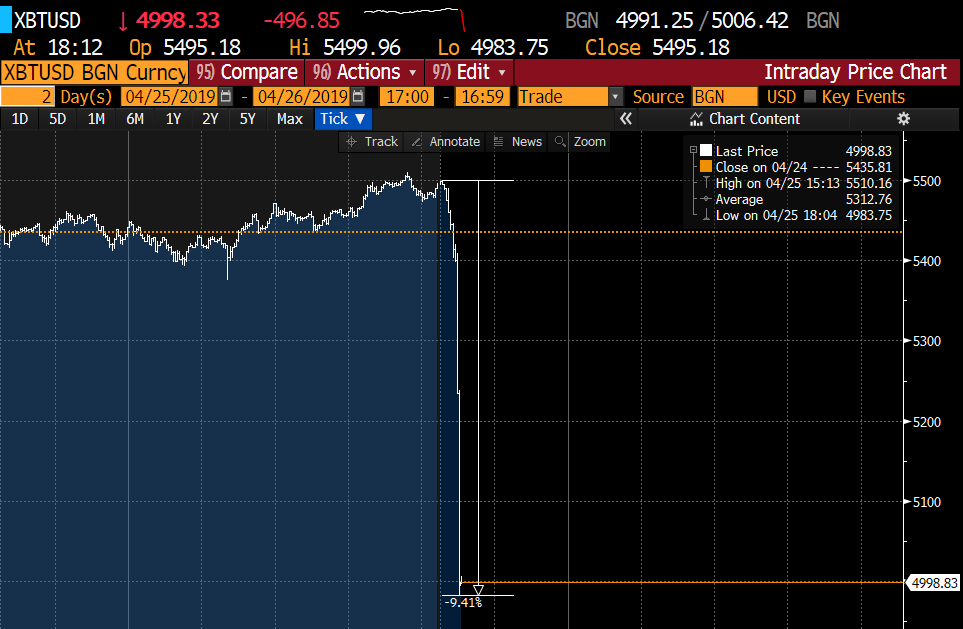 XBTUSD ↓ 4998.33 -496.85 BGN 4991.25 / 5006.42 BGN
At 18:12 Op 5495.18 Hi 5499.96 Lo 4983.75 Close 5495.18
XBTUSD BGN Curncy 95) Compare 96) Actions ▾ 97) Edit ▾ Intraday Price Chart
2 Day(s) 04/25/2019 - 04/26/2019 17:00 - 16:59 Trade Source BGN USD Key Events
1D 5D 1M 6M 1Y 2Y 5Y Max Tick ▼ « Chart Content
Track Annotate News Zoom
Last Price 4998.83
Close on 04/24 ---- 5435.81
High on 04/25 15:13 5510.16
Average 5312.76
Low on 04/25 18:04 4983.75
5500
5400
5300
5200
5100
4998.83
-9.41%